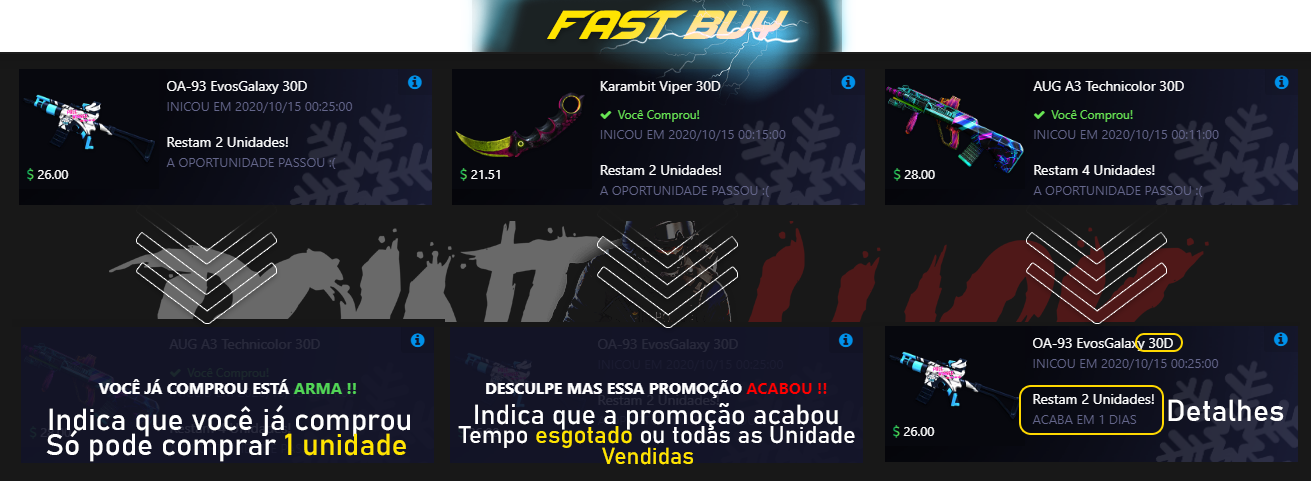 FAST BUY
OA-93 EvosGalaxy 30D
INICOU EM 2020/10/15 00:25:00
Restam 2 Unidades!
A OPORTUNIDADE PASSOU :(
$ 26.00
Karambit Viper 30D
Você Comprou!
INICOU EM 2020/10/15 00:15:00
Restam 2 Unidades!
A OPORTUNIDADE PASSOU :(
$ 21.51
AUG A3 Technicolor 30D
Você Comprou!
INICOU EM 2020/10/15 00:11:00
Restam 4 Unidades!
A OPORTUNIDADE PASSOU :(
$ 28.00
AUG A3 Technicolor 30D
Você Comprou!
VOCÊ JÁ COMPROU ESTÁ ARMA !!
Indica que você já comprou
Só pode comprar 1 unidade
OA-93 EvosGalaxy 30D
INICOU EM 2020/10/15 00:25:00
DESCULPE MAS ESSA PROMOÇÃO ACABOU !!
Indica que a promoção acabou
Tempo esgotado ou todas as Unidade
Vendidas
OA-93 EvosGalaxy 30D
INICOU EM 2020/10/15 00:25:00
Restam 2 Unidades!
ACABA EM 1 DIAS
Detalhes
$ 26.00